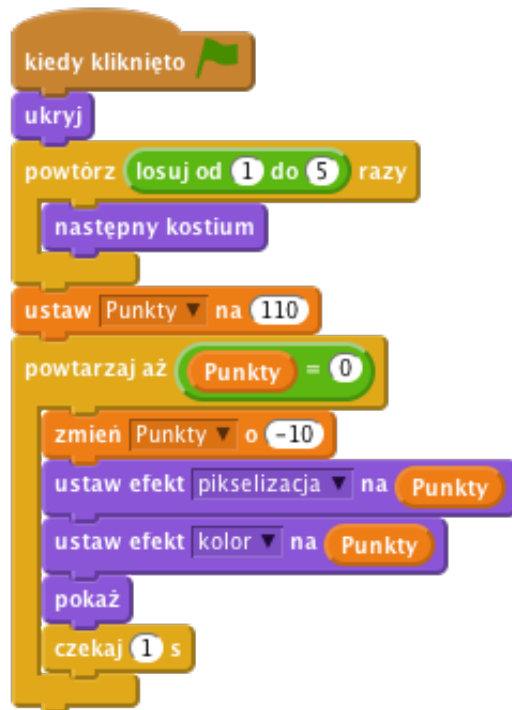 kiedy kliknięto
ukryj
powtórz losuj od 1 do 5 razy
następny kostium
ustaw Punkty na 110
powtarzaj aż Punkty = 0
zmień Punkty o -10
ustaw efekt pikselizacja na Punkty
ustaw efekt kolor na Punkty
pokaż
czekaj 1 s